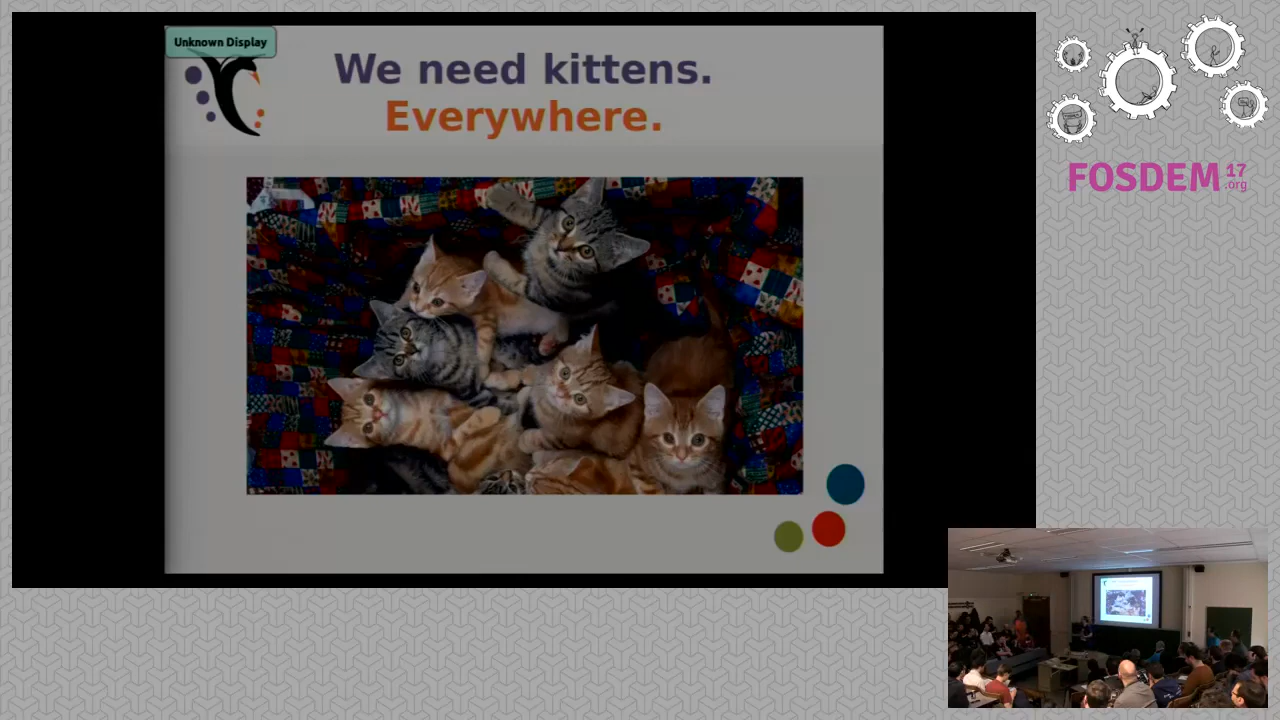 Unknown Display
We need kittens.
Everywhere.
FOSDEM 17
.org